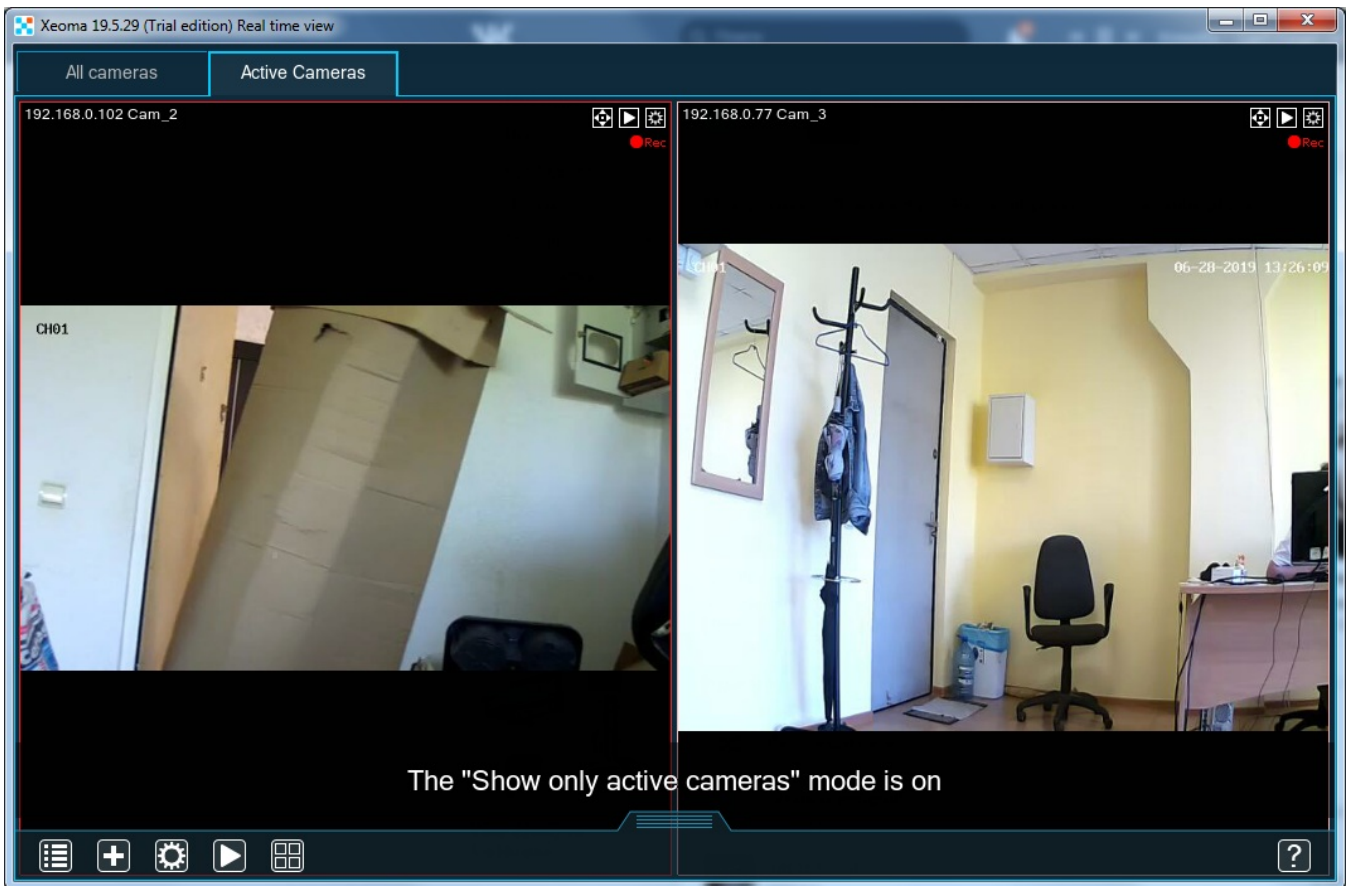 Xeoma 19.5.29 (Trial edition) Real time view
All cameras
Active Cameras
192.168.0.102 Cam_2
Rec
CH01
192.168.0.77 Cam_3
Rec
CH01
06-28-2019 13:26:09
The "Show only active cameras" mode is on
?